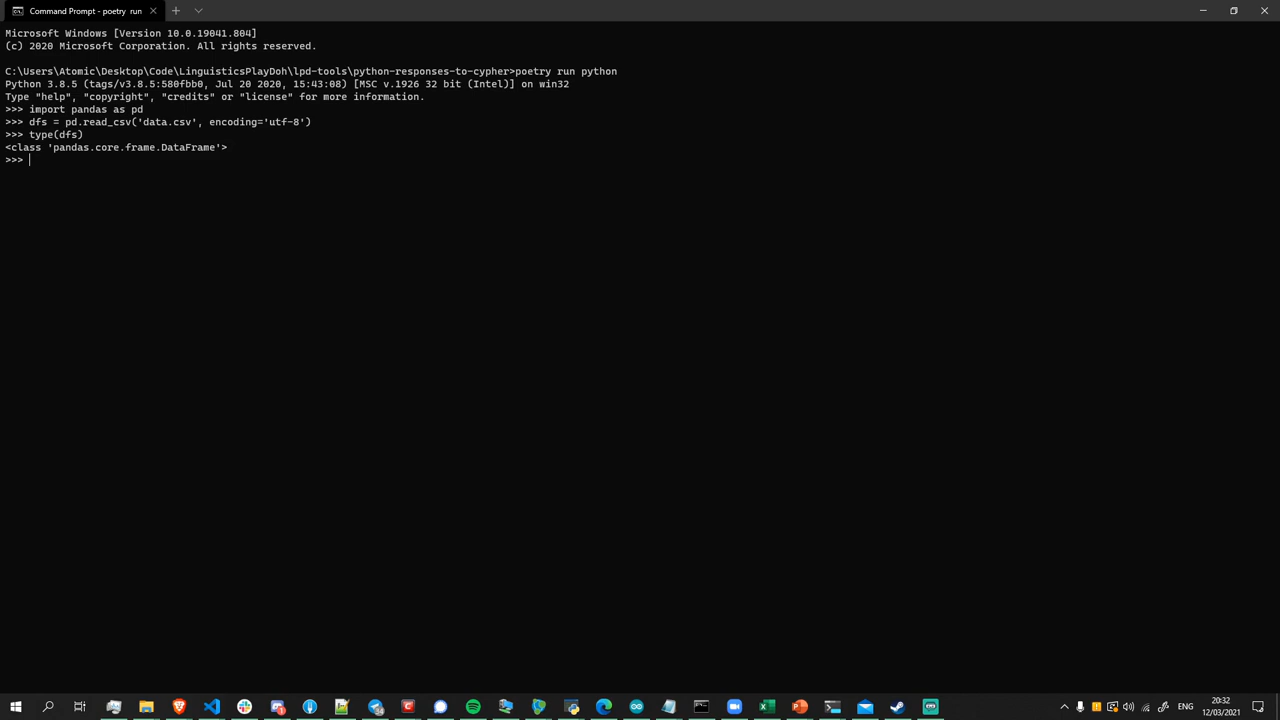 Command Prompt - poetry  run
Microsoft Windows [Version 10.0.19041.804]
(c) 2020 Microsoft Corporation. All rights reserved.
C:\Users\Atomic\Desktop\Code\LinguisticsPlayDoh\lpd-tools\python-responses-to-cypher>poetry run python
Python 3.8.5 (tags/v3.8.5:580fbb0, Jul 20 2020, 15:43:08) [MSC v.1926 32 bit (Intel)] on win32
Type "help", "copyright", "credits" or "license" for more information.
>>> import pandas as pd
>>> dfs = pd.read_csv('data.csv', encoding='utf-8')
>>> type(dfs)
<class 'pandas.core.frame.DataFrame'>
>>>
ENG
20:32
12/03/2021